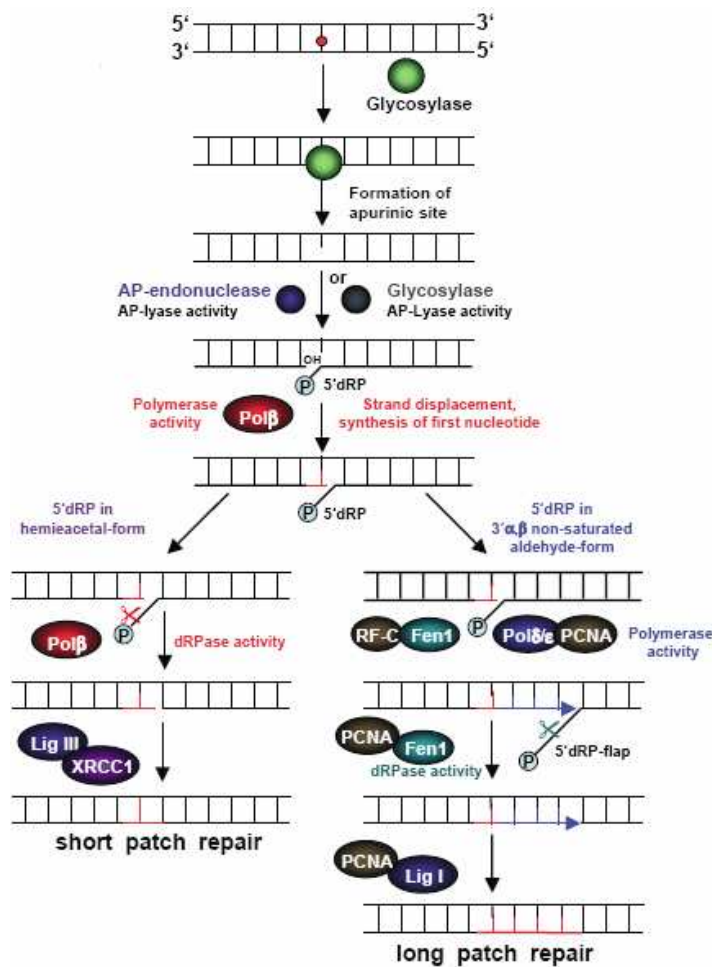 5‘ 3‘
3‘ 5‘
Glycosylase
Formation of
apurinic site
or
AP-endonuclease Glycosylase
AP-lyase activity AP-Lyase activity
OH
P 5'dRP
Polymerase
activity
Polβ
Strand displacement,
synthesis of first nucleotide
P 5'dRP
5'dRP in
hemieacetal-form
5'dRP in
3'α,β non-saturated
aldehyde-form
P
Polβ
dRPase activity
Lig III
XRCC1
short patch repair
P
RF-C Fen1 Polδ/ε PCNA
Polymerase
activity
PCNA
Fen1
dRPase activity
P 5'dRP-flap
PCNA
Lig I
long patch repair